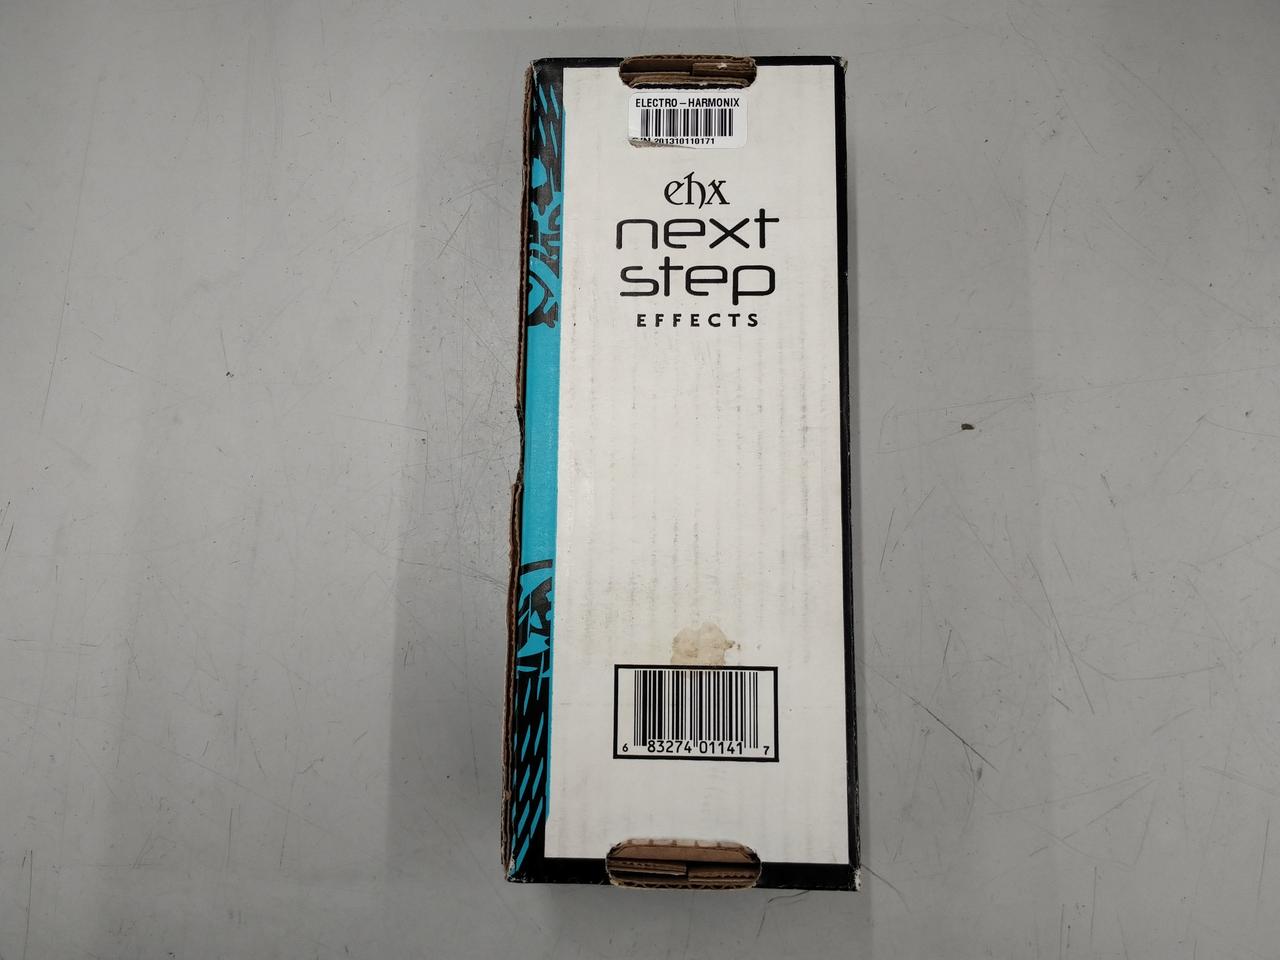 ELECTRO-HARMONIX
201310110171
ehx
next
step
EFFECTS
6 83274 01141 7